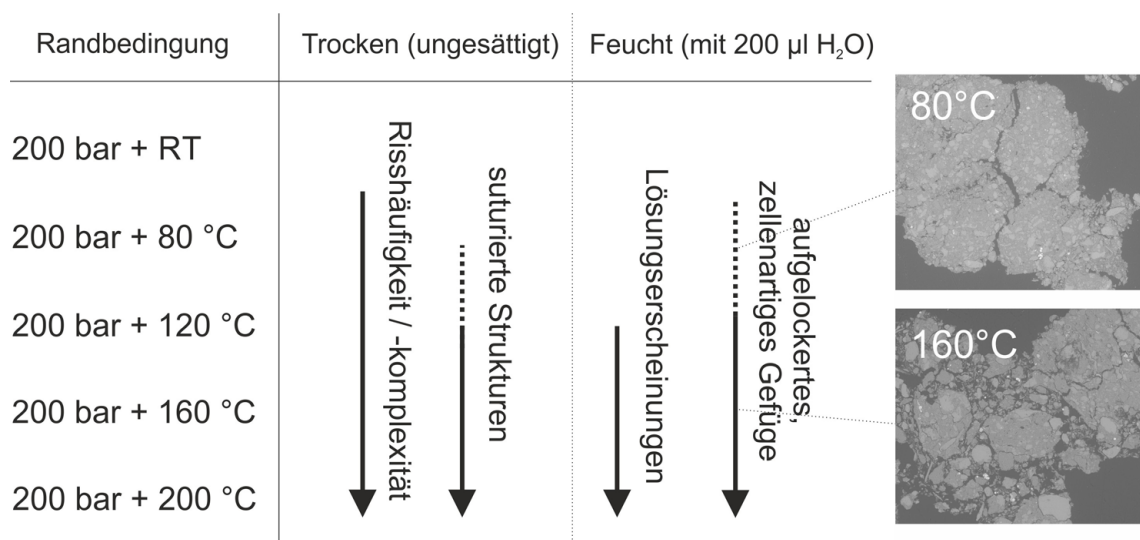 Randbedingung
Trocken (ungesättigt)
Feucht (mit 200 µl H₂O)
200 bar + RT
200 bar + 80 °C
200 bar + 120 °C
200 bar + 160 °C
200 bar + 200 °C
Risshäufigkeit / -komplexität
suturierte Strukturen
Lösungserscheinungen
aufgelockertes,
zellenartiges Gefüge
80°C
160°C